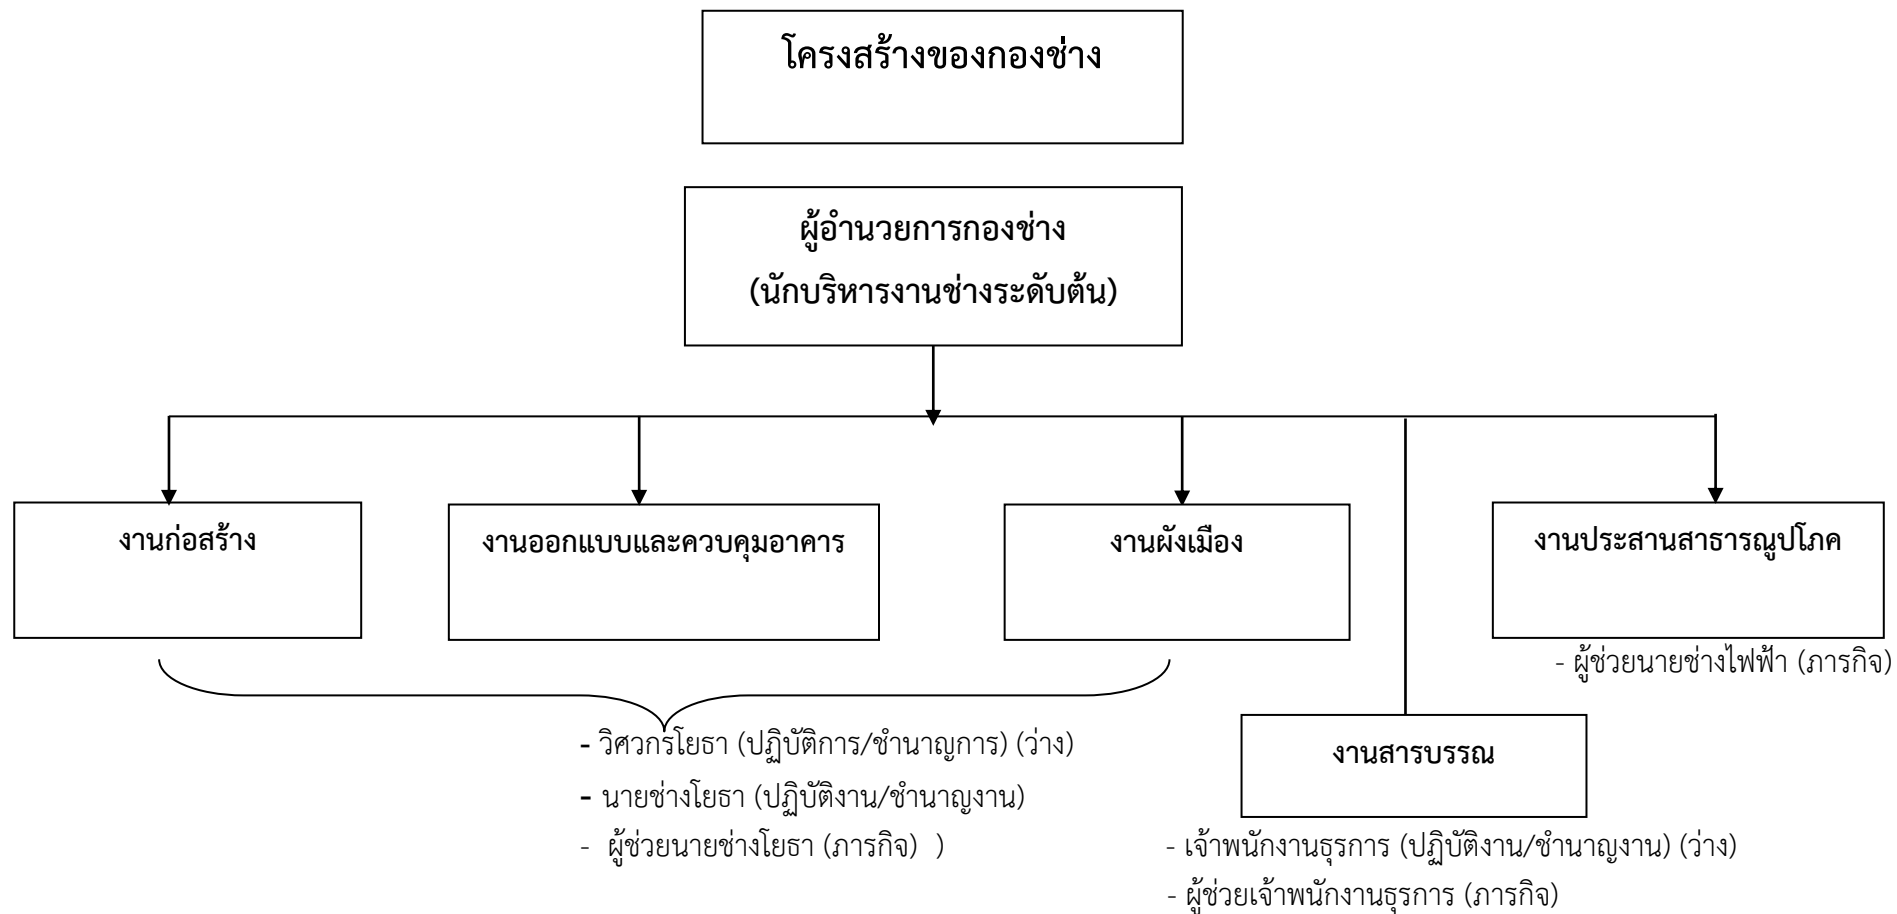 โครงสร้างของกองช่าง
ผู้อำนวยการกองช่าง
(นักบริหารงานช่างระดับต้น)
งานก่อสร้าง
งานออกแบบและควบคุมอาคาร
งานผังเมือง
งานประสานสาธารณูปโภค
- ผู้ช่วยนายช่างไฟฟ้า (ภารกิจ)
- วิศวกรโยธา (ปฏิบัติการ/ชำนาญการ) (ว่าง)
- นายช่างโยธา (ปฏิบัติงาน/ชำนาญงาน)
- ผู้ช่วยนายช่างโยธา (ภารกิจ) )
งานสารบรรณ
- เจ้าพนักงานธุรการ (ปฏิบัติงาน/ชำนาญงาน) (ว่าง)
- ผู้ช่วยเจ้าพนักงานธุรการ (ภารกิจ)